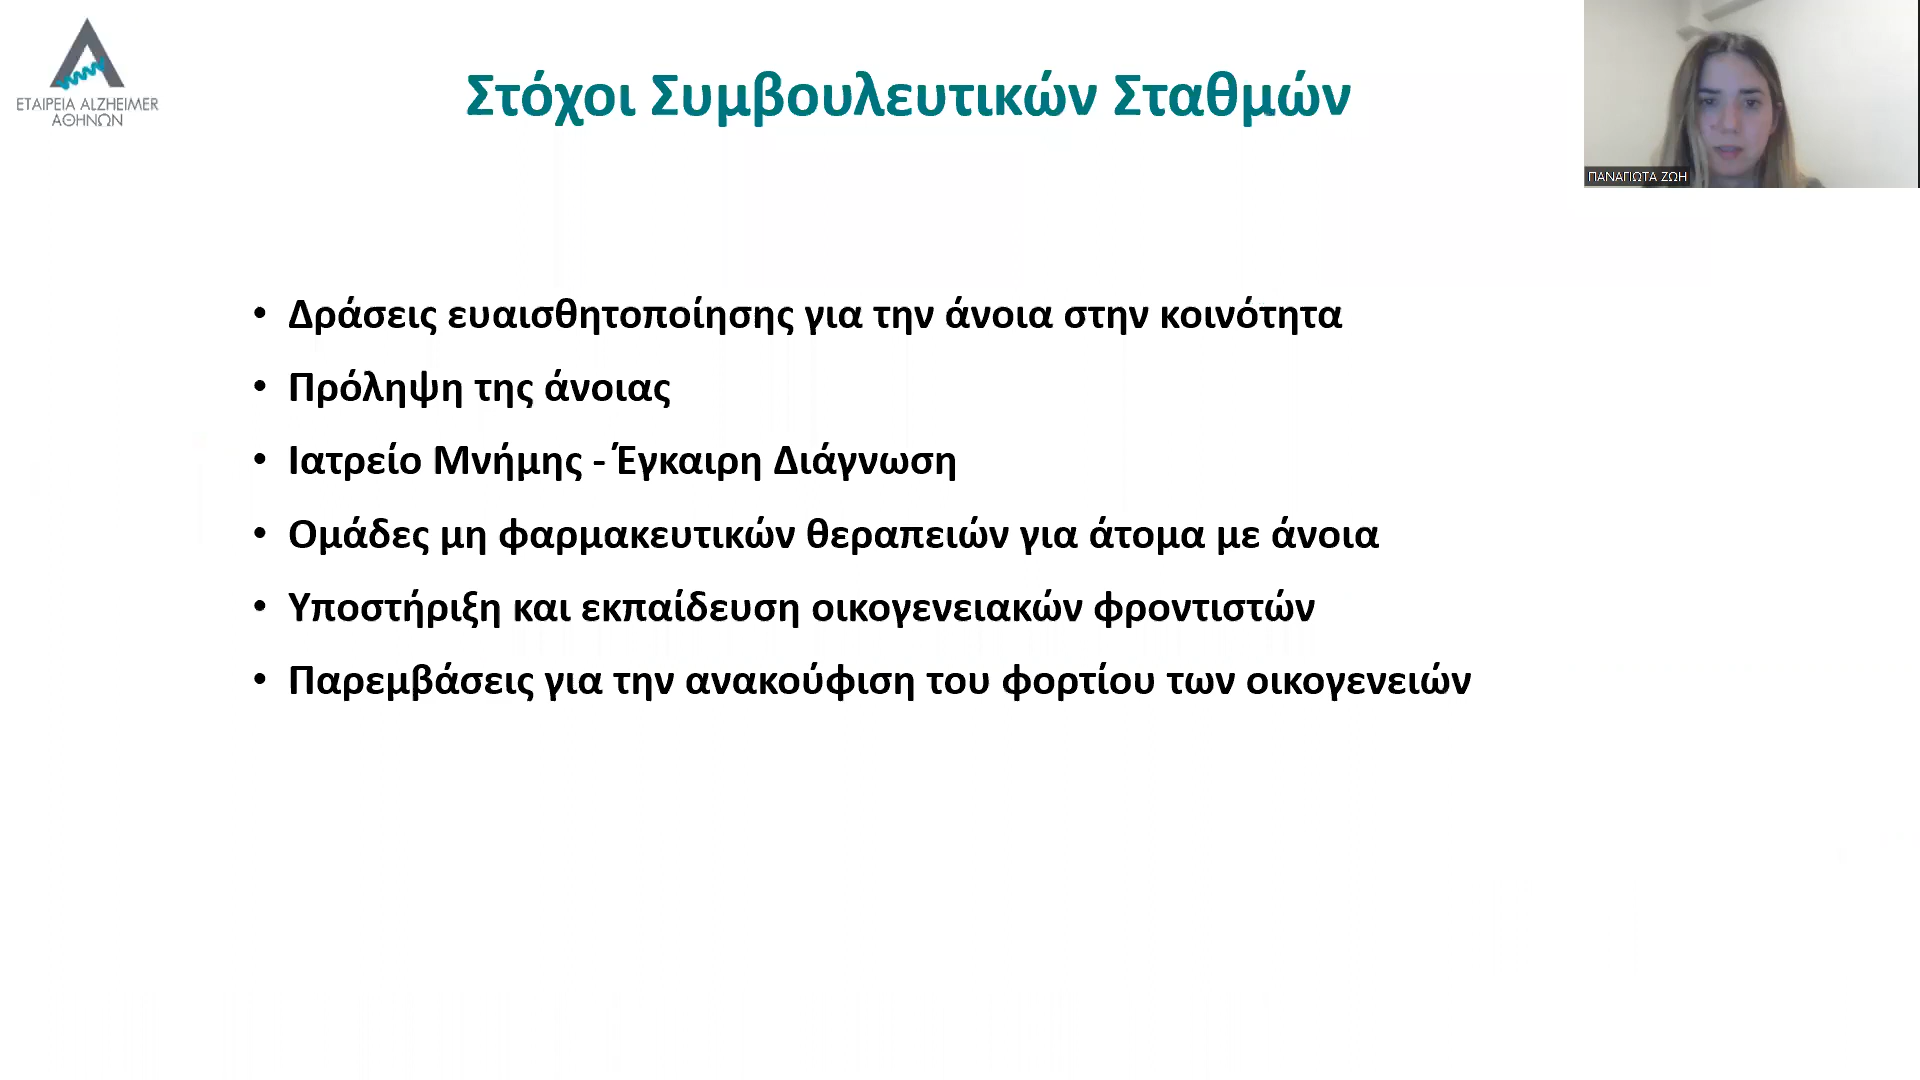 ΕΤΑΙΡΕΙΑ ALZHEIMER
ΑΘΗΝΩΝ
Στόχοι Συμβουλευτικών Σταθμών
ΠΑΝΑΓΙΩΤΑ ΖΩΗ
• Δράσεις ευαισθητοποίησης για την άνοια στην κοινότητα
• Πρόληψη της άνοιας
• Ιατρείο Μνήμης - Έγκαιρη Διάγνωση
• Ομάδες μη φαρμακευτικών θεραπειών για άτομα με άνοια
• Υποστήριξη και εκπαίδευση οικογενειακών φροντιστών
• Παρεμβάσεις για την ανακούφιση του φορτίου των οικογενειών